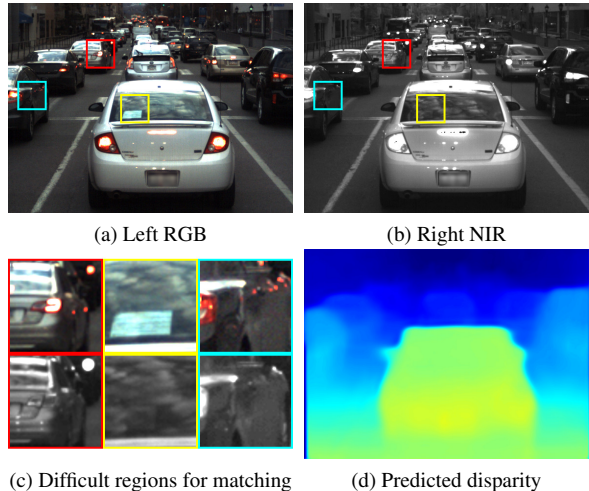 (a) Left RGB
(b) Right NIR
(c) Difficult regions for matching
(d) Predicted disparity